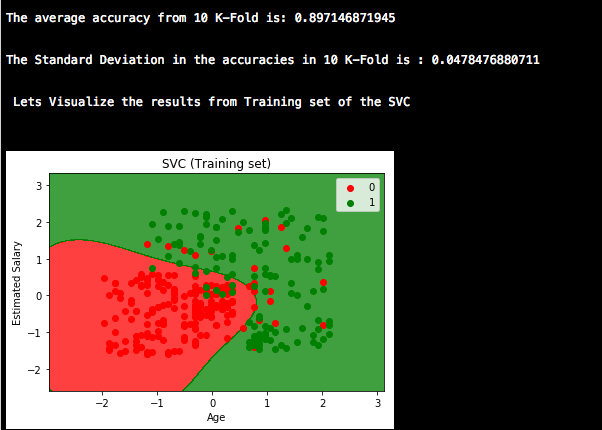 The average accuracy from 10 K-Fold is: 0.897146871945
The Standard Deviation in the accuracies in 10 K-Fold is : 0.0478476880711
Lets Visualize the results from Training set of the SVC
SVC (Training set)
0
1
3
2
1
0
−1
−2
Estimated Salary
−2 −1 0 1 2 3
Age